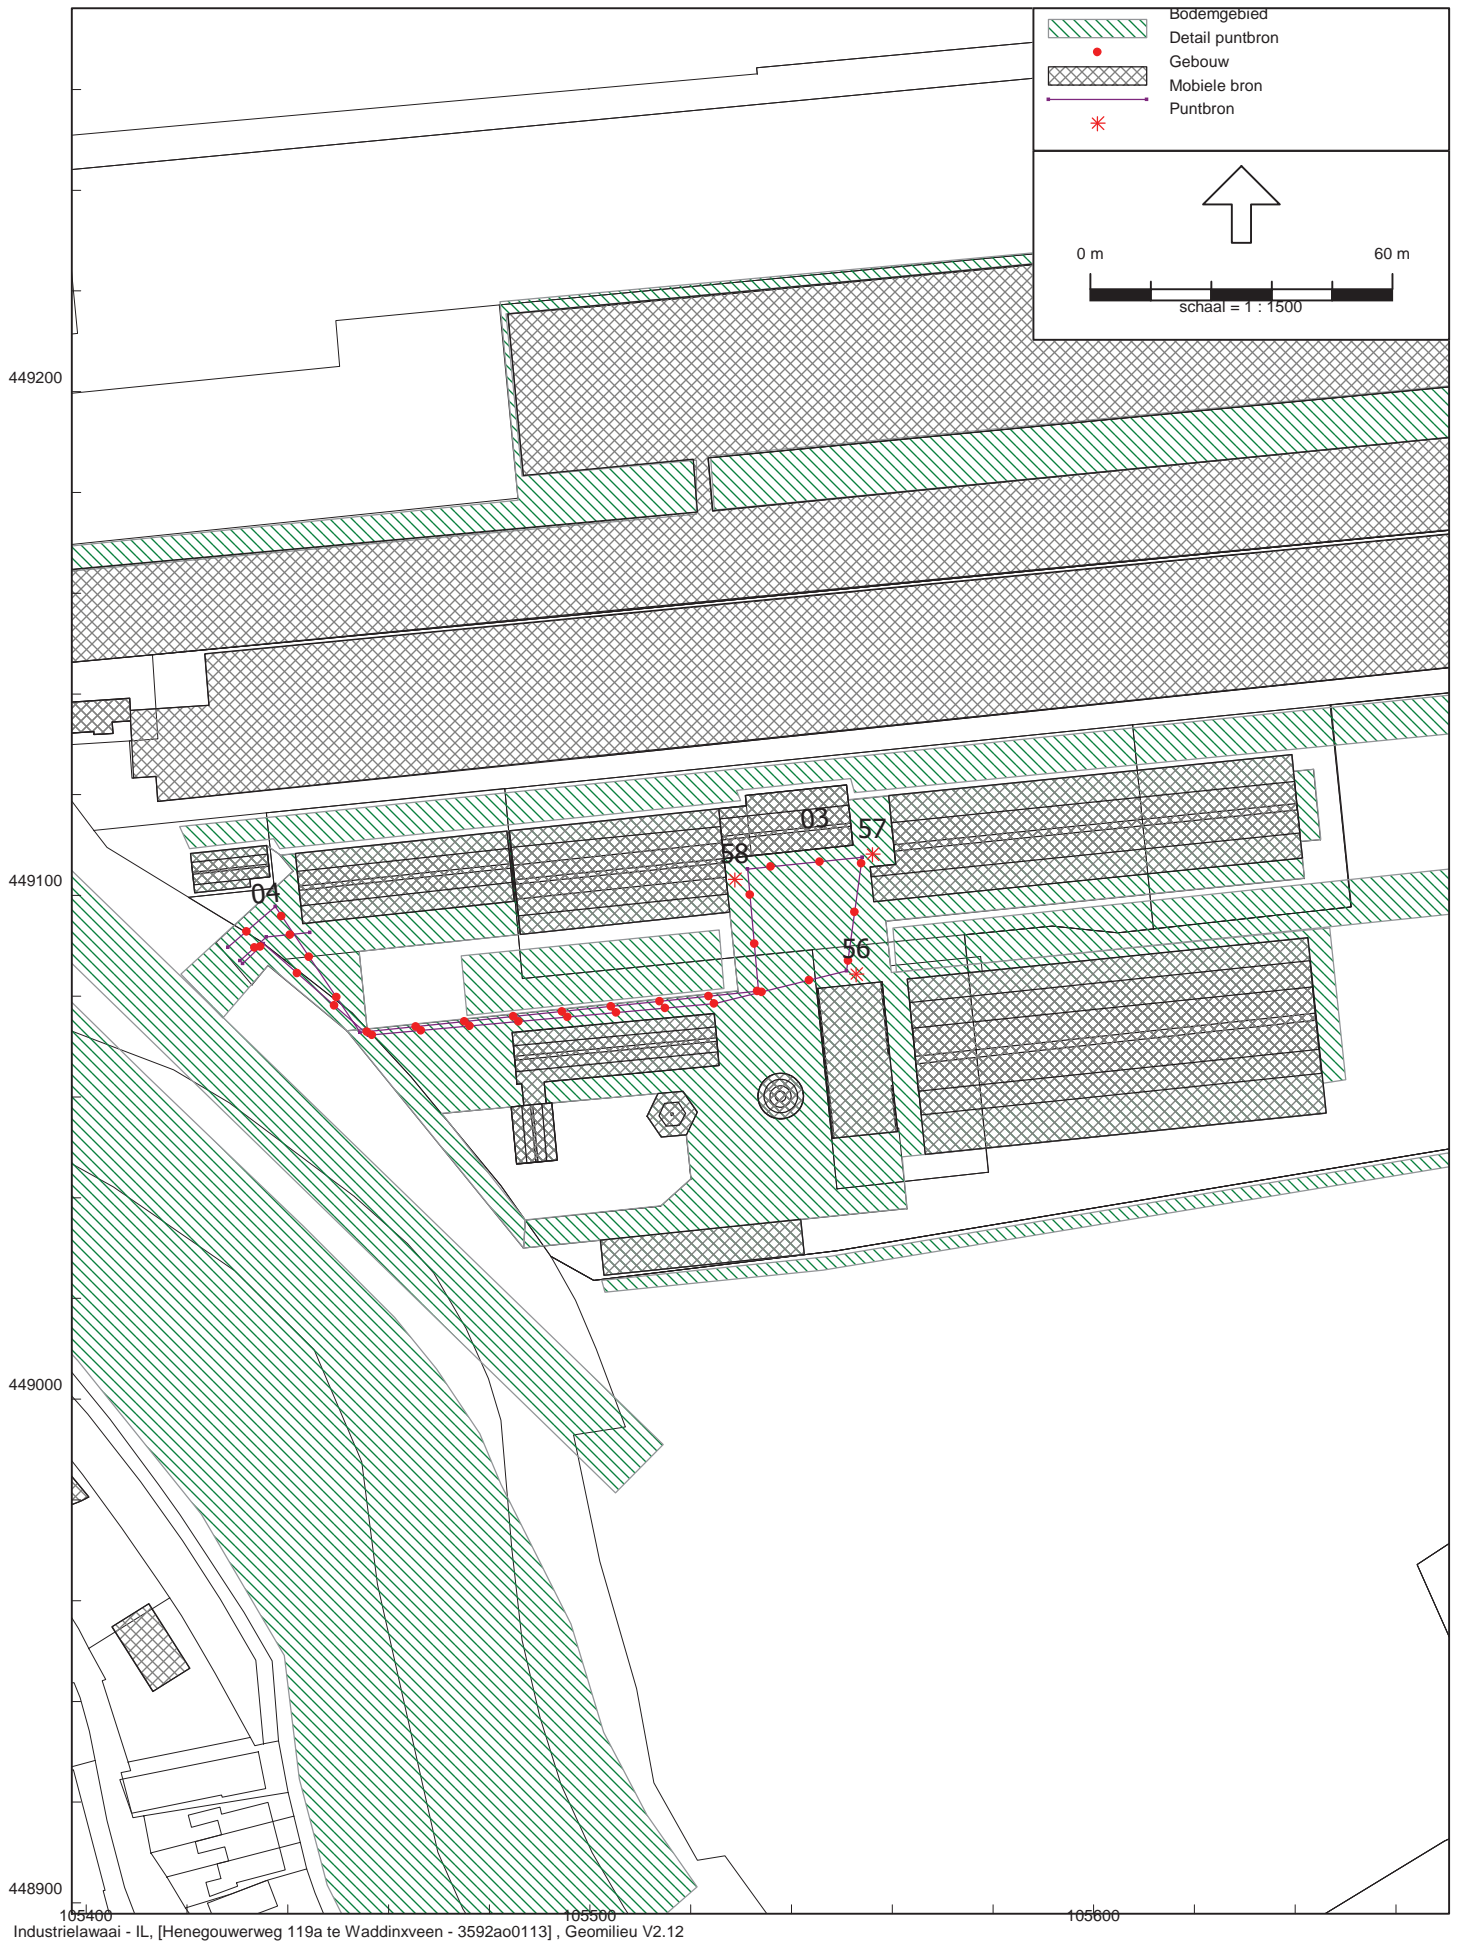 Bodemgebied
Detail puntbron
Gebouw
Mobiele bron
Puntbron
0 m 60 m
schaal = 1 : 1500
449200
03
57
58
449100
04
56
449000
448900
105400 105500 105600
Industrielawaai - IL, [Henegouwerweg 119a te Waddinxveen - 3592ao0113] , Geomilieu V2.12